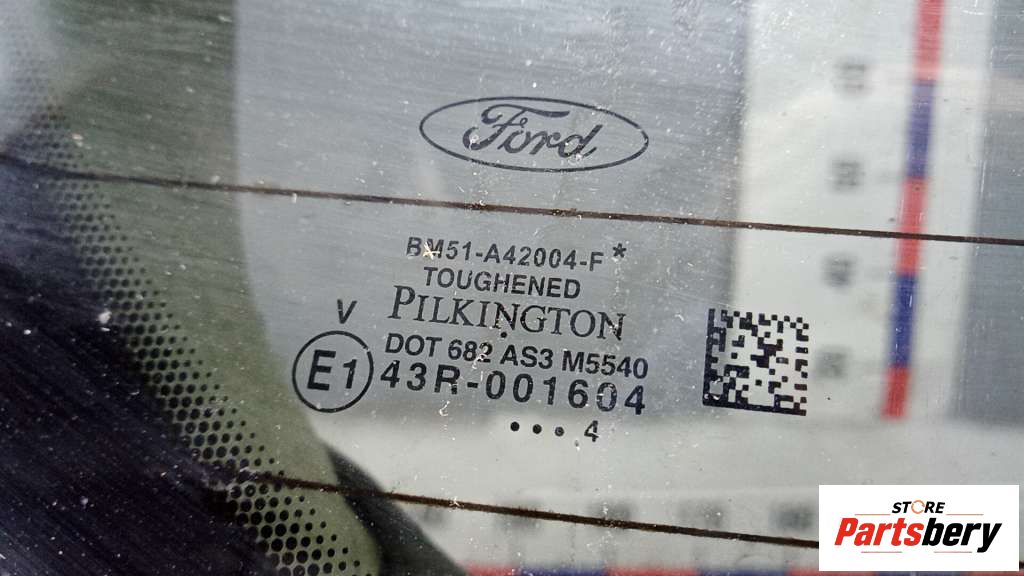 Ford
BM51-A42004-F *
TOUGHENED
V PILKINGTON
DOT 682 AS3 M5540
E1 43R-001604
• • • 4
STORE
Partsbery